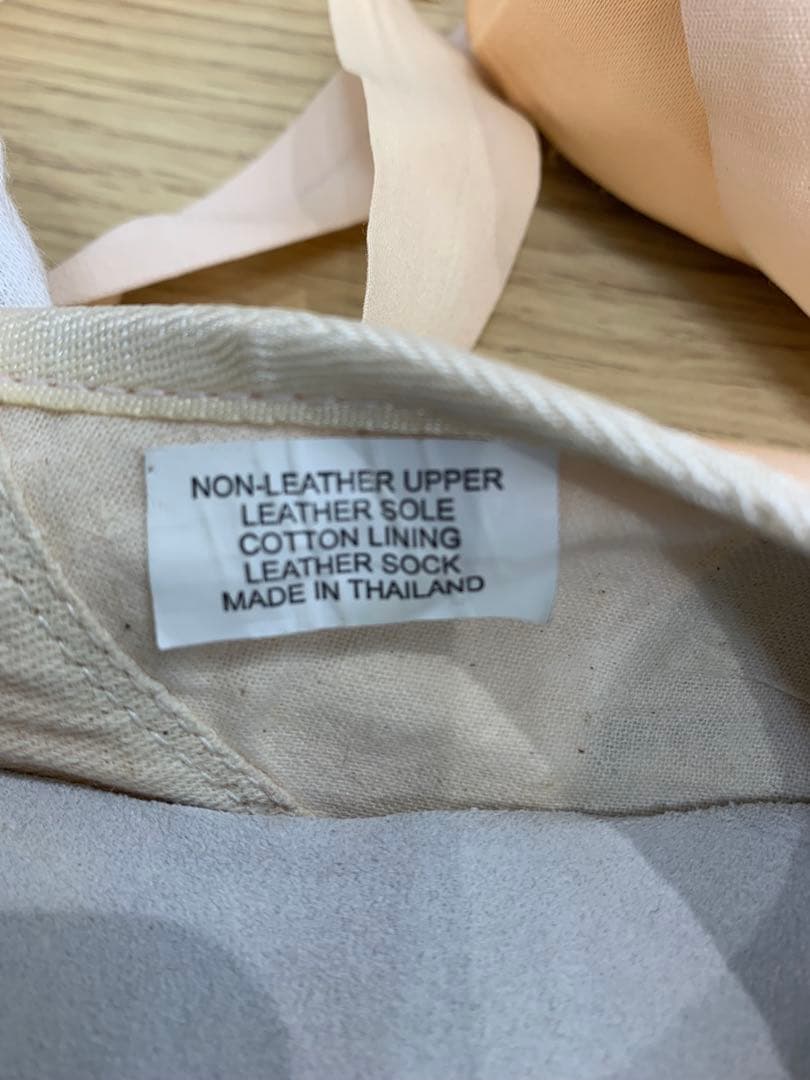 NON-LEATHER UPPER
LEATHER SOLE
COTTON LINING
LEATHER SOCK
MADE IN THAILAND